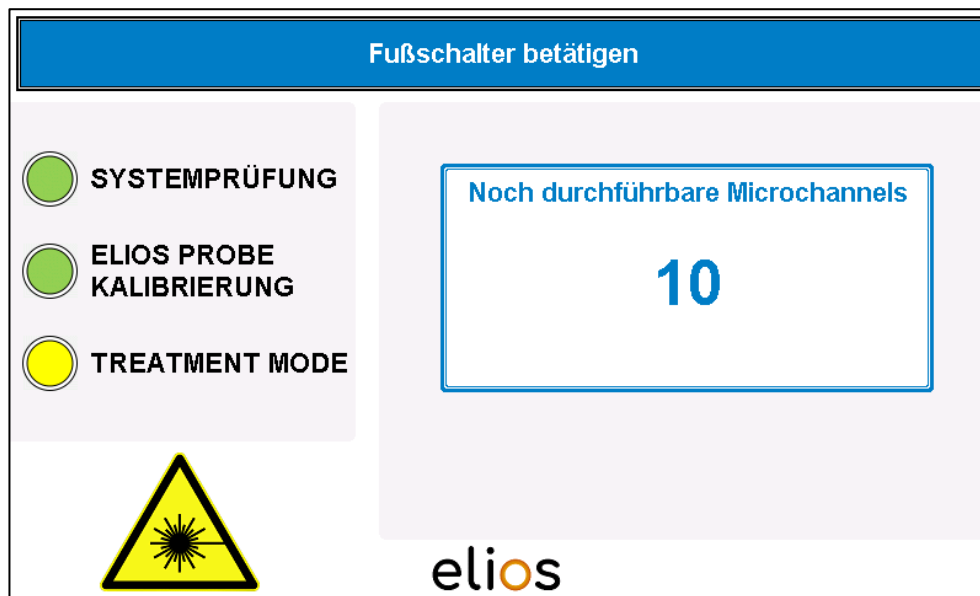 Fußschalter betätigen
SYSTEMPRÜFUNG
ELIOS PROBE
KALIBRIERUNG
TREATMENT MODE
Noch durchführbare Microchannels
10
elios